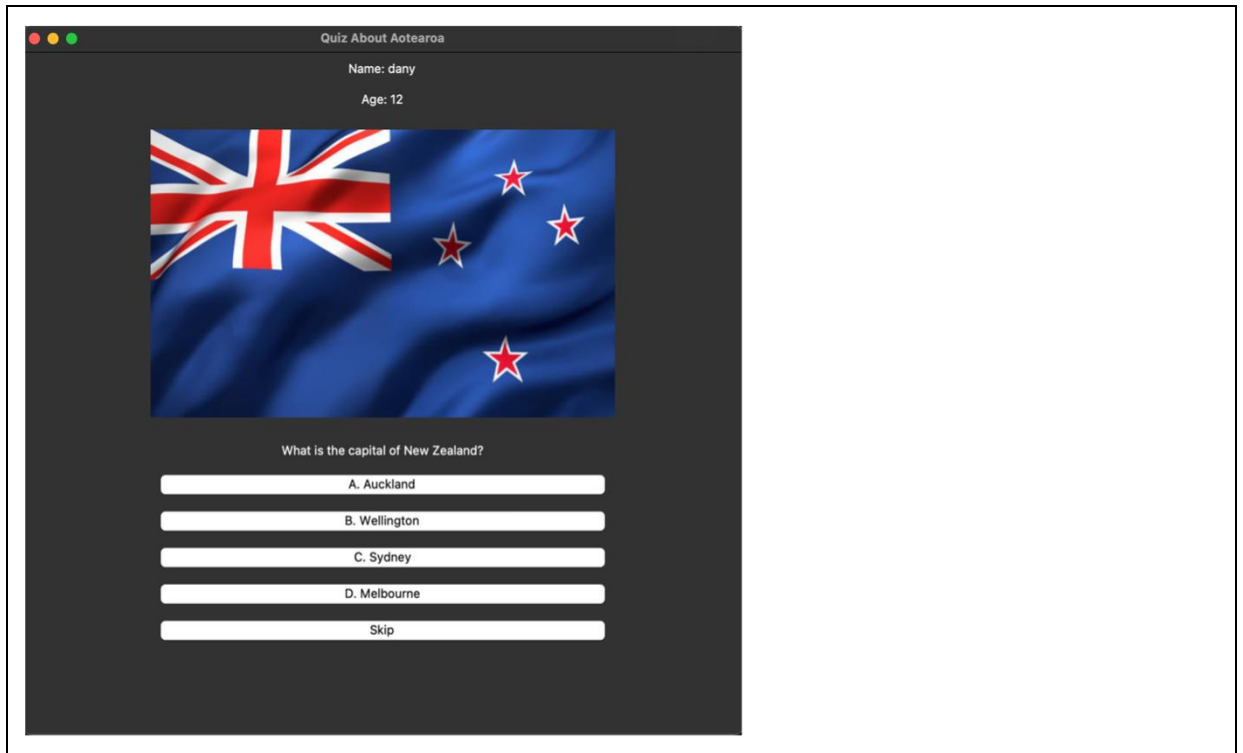 Quiz About Aotearoa
Name: dany
Age: 12
What is the capital of New Zealand?
A. Auckland
B. Wellington
C. Sydney
D. Melbourne
Skip